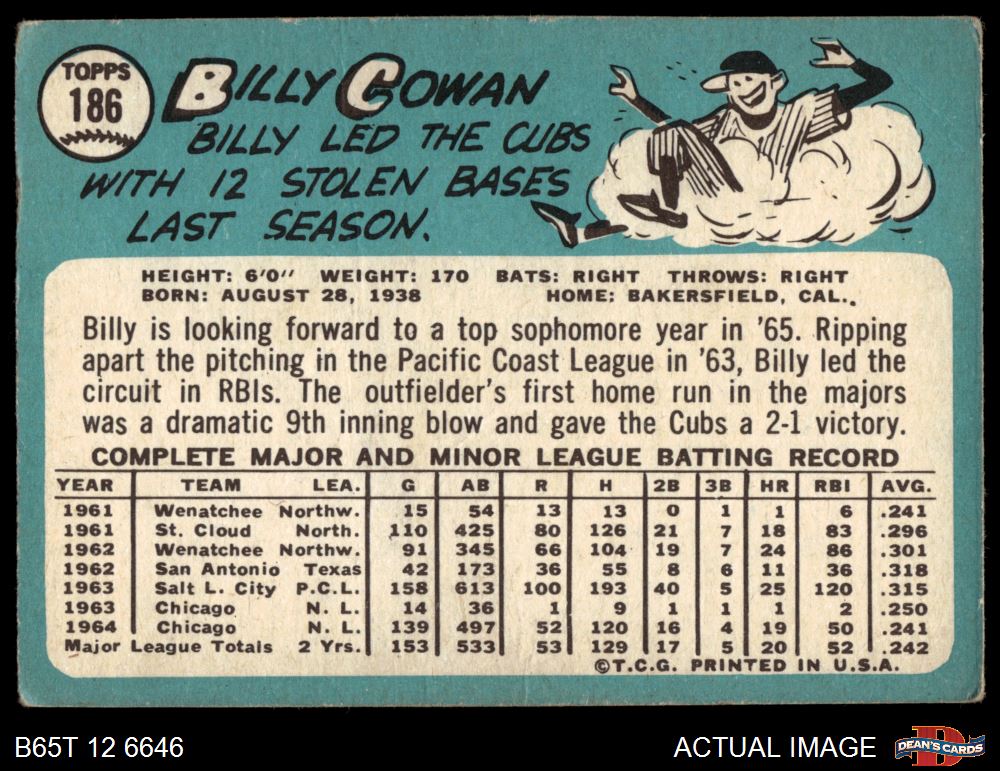 TOPPS
186
BILLY COWAN
BILLY LED THE CUBS
WITH 12 STOLEN BASES
LAST SEASON.
HEIGHT: 6'0" WEIGHT: 170 BATS: RIGHT THROWS: RIGHT
BORN: AUGUST 28, 1938 HOME: BAKERSFIELD, CAL.
Billy is looking forward to a top sophomore year in '65. Ripping
apart the pitching in the Pacific Coast League in '63, Billy led the
circuit in RBIs. The outfielder's first home run in the majors
was a dramatic 9th inning blow and gave the Cubs a 2-1 victory.
COMPLETE MAJOR AND MINOR LEAGUE BATTING RECORD
YEAR TEAM LEA. G AB R H 2B 3B HR RBI AVG.
1961 Wenatchee Northw. 15 54 13 13 0 1 1 6 .241
1961 St. Cloud North. 110 425 80 126 21 7 18 83 .296
1962 Wenatchee Northw. 91 345 66 104 19 7 24 86 .301
1962 San Antonio Texas 42 173 36 55 8 6 11 36 .318
1963 Salt L. City P.C.L. 158 613 100 193 40 5 25 120 .315
1963 Chicago N. L. 14 36 1 9 1 1 1 2 .250
1964 Chicago N. L. 139 497 52 120 16 4 19 50 .241
Major League Totals 2 Yrs. 153 533 53 129 17 5 20 52 .242
©T.C.G. PRINTED IN U.S.A.
B65T 12 6646 ACTUAL IMAGE
D
DEAN'S CARDS